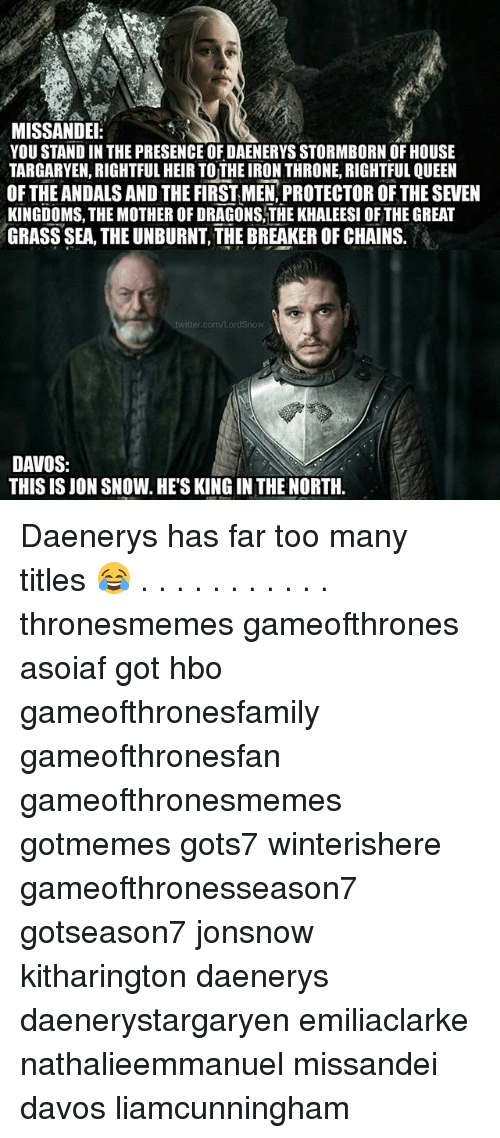 MISSANDEI:
YOU STAND IN THE PRESENCE OF DAENERYS STORMBORN OF HOUSE
TARGARYEN, RIGHTFUL HEIR TO THE IRON THRONE, RIGHTFUL QUEEN
OF THE ANDALS AND THE FIRST MEN, PROTECTOR OF THE SEVEN
KINGDOMS, THE MOTHER OF DRAGONS, THE KHALEESI OF THE GREAT
GRASS SEA, THE UNBURNT, THE BREAKER OF CHAINS.
twitter.com/LordSnow
DAVOS:
THIS IS JON SNOW. HE'S KING IN THE NORTH.
Daenerys has far too many
titles 😂 . . . . . . . . . . .
thronesmemes gameofthrones
asoiaf got hbo
gameofthronesfamily
gameofthronesfan
gameofthronesmemes
gotmemes gots7 winterishere
gameofthronesseason7
gotseason7 jonsnow
kitharington daenerys
daenerystargaryen emiliaclarke
nathalieemmanuel missandei
davos liamcunningham